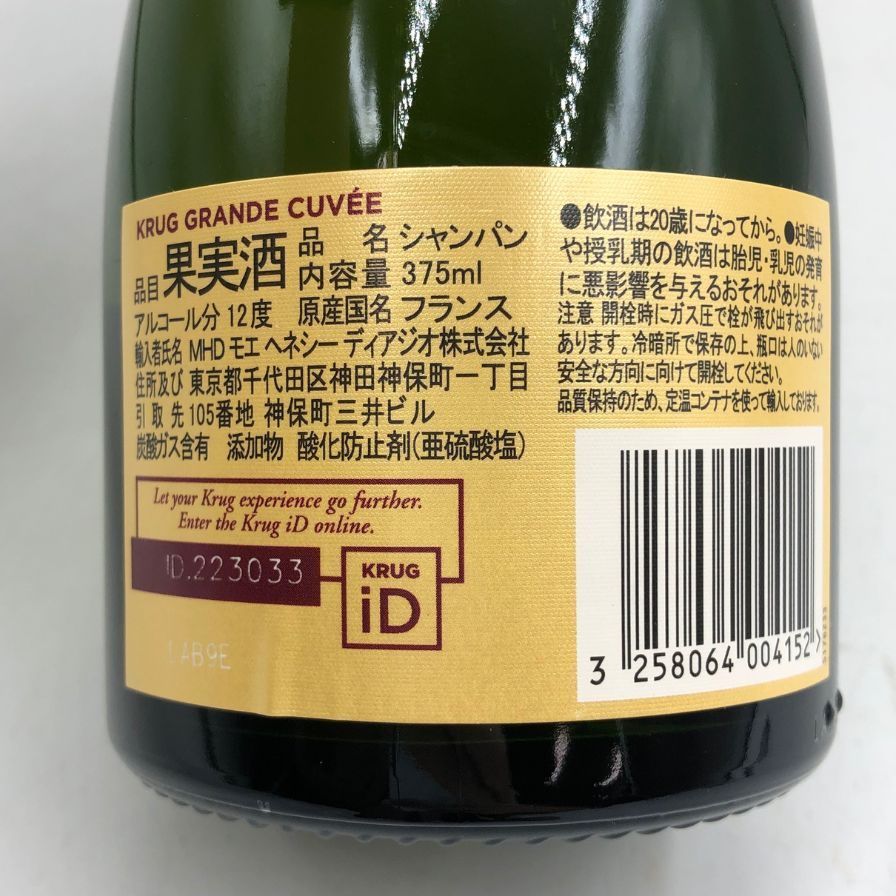 KRUG GRANDE CUVÉE
品目 果実酒 品名 シャンパン
内容量 375ml
アルコール分 12度 原産国名 フランス
輸入者氏名 MHD モエ ヘネシー ディアジオ株式会社
住所及び 東京都千代田区神田神保町一丁目
引取先 105番地 神保町三井ビル
炭酸ガス含有 添加物 酸化防止剤(亜硫酸塩)
Let your Krug experience go further.
Enter the Krug iD online.
ID.223033
KRUG
iD
LAB9E
●飲酒は20歳になってから。●妊娠中
や授乳期の飲酒は胎児・乳児の発育
に悪影響を与えるおそれがあります。
注意 開栓時にガス圧で栓が飛び出すおそれが
あります。冷暗所で保存の上、瓶口は人のいない
安全な方向に向けて開栓してください。
品質保持のため、定温コンテナを使って輸入しております。
3 258064 004152 >